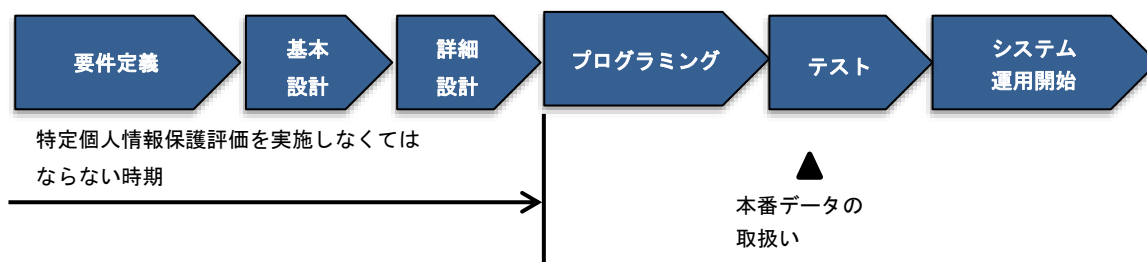 要件定義
基本
設計
詳細
設計
プログラミング
テスト
システム
運用開始
特定個人情報保護評価を実施しなくては
ならない時期
本番データの
取扱い